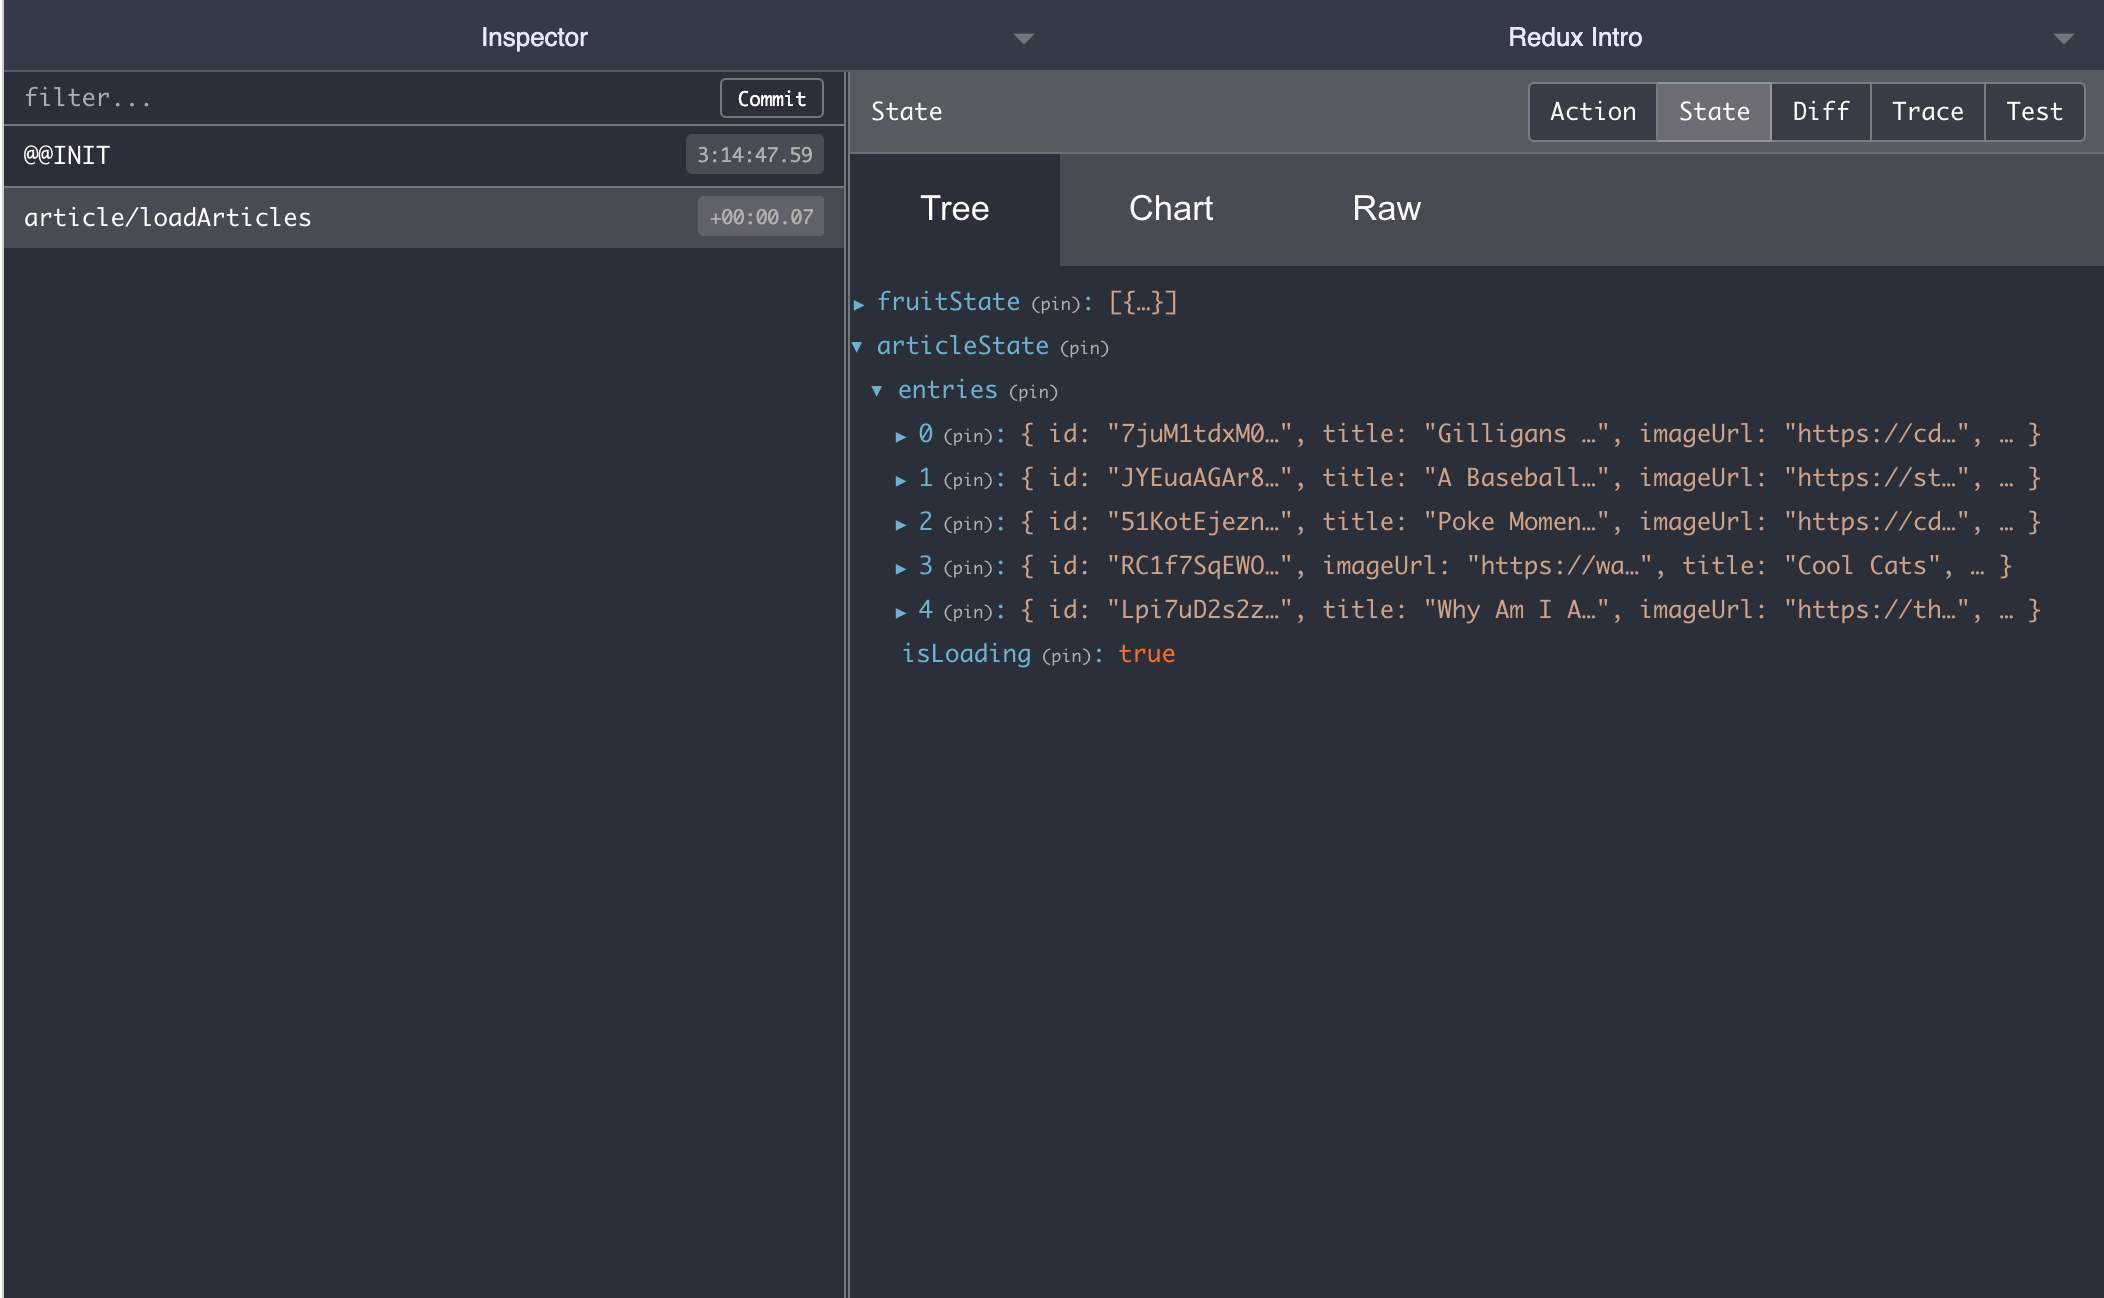 Inspector
Redux Intro
filter...
Commit
@@INIT
3:14:47.59
article/loadArticles
+00:00.07
State
Action
State
Diff
Trace
Test
Tree
Chart
Raw
fruitState (pin): [{…}]
articleState (pin)
entries (pin)
0 (pin): { id: "7juM1tdxM0…", title: "Gilligans …", imageUrl: "https://cd…", … }
1 (pin): { id: "JYEuaAGAr8…", title: "A Baseball…", imageUrl: "https://st…", … }
2 (pin): { id: "51KotEjezn…", title: "Poke Momen…", imageUrl: "https://cd…", … }
3 (pin): { id: "RC1f7SqEWO…", imageUrl: "https://wa…", title: "Cool Cats", … }
4 (pin): { id: "Lpi7uD2s2z…", title: "Why Am I A…", imageUrl: "https://th…", … }
isLoading (pin): true